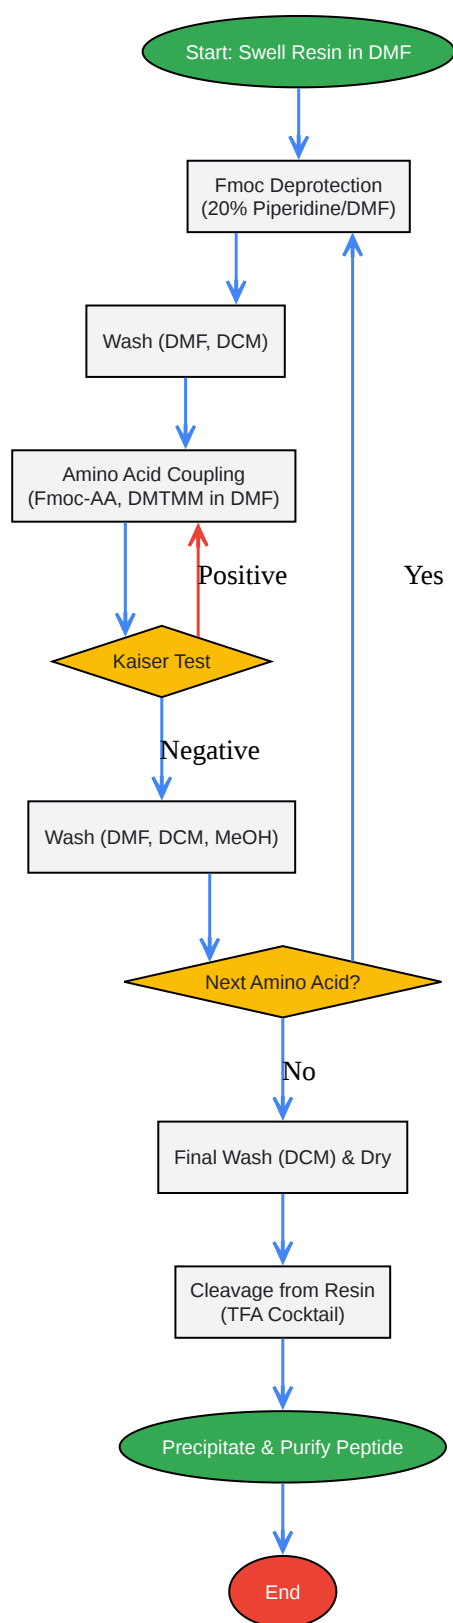 Start: Swell Resin in DMF
Fmoc Deprotection
(20% Piperidine/DMF)
Wash (DMF, DCM)
Amino Acid Coupling
(Fmoc-AA, DMTMM in DMF)
Positive
Yes
Kaiser Test
Negative
Wash (DMF, DCM, MeOH)
Next Amino Acid?
No
Final Wash (DCM) & Dry
Cleavage from Resin
(TFA Cocktail)
Precipitate & Purify Peptide
End